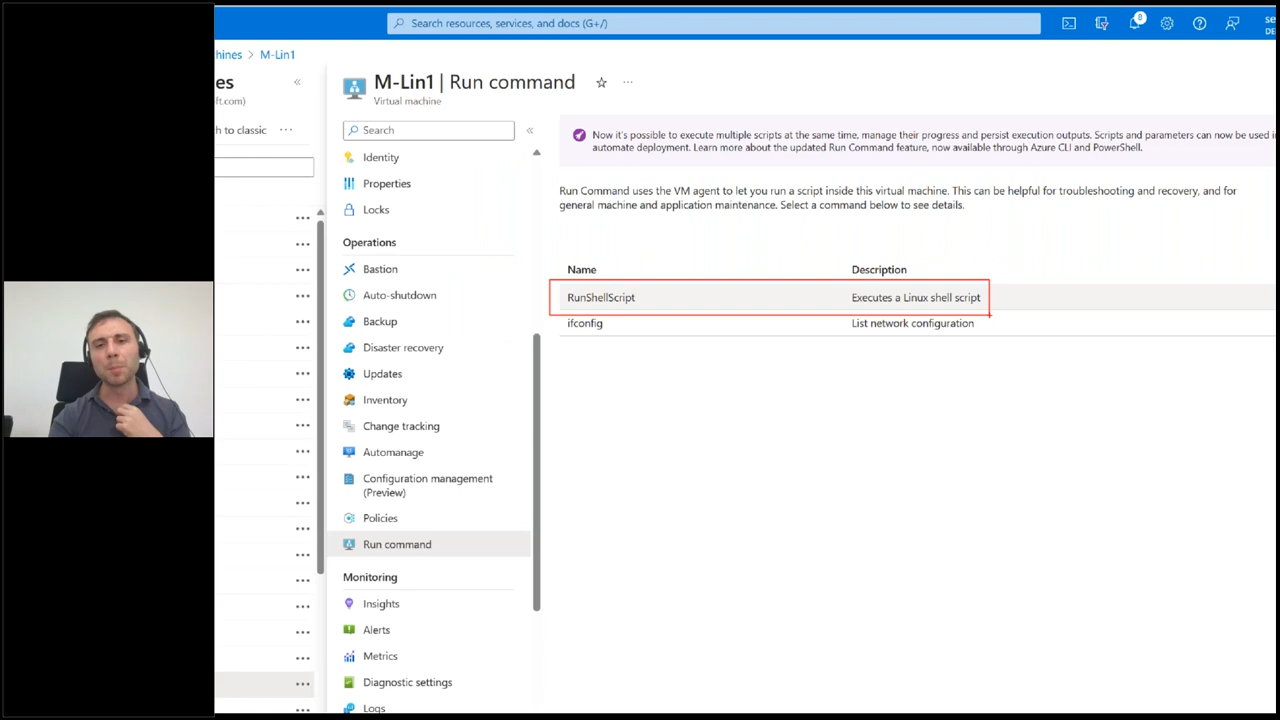 Search resources, services, and docs (G+/)
8
se
hines > M-Lin1
DE
es
ft.com)
h to classic
M-Lin1 | Run command
Virtual machine
Search
Identity
Properties
Locks
Operations
Bastion
Auto-shutdown
Backup
Disaster recovery
Updates
Inventory
Change tracking
Automanage
Configuration management
(Preview)
Policies
Run command
Monitoring
Insights
Alerts
Metrics
Diagnostic settings
Logs
Now it's possible to execute multiple scripts at the same time, manage their progress and persist execution outputs. Scripts and parameters can now be used i
automate deployment. Learn more about the updated Run Command feature, now available through Azure CLI and PowerShell.
Run Command uses the VM agent to let you run a script inside this virtual machine. This can be helpful for troubleshooting and recovery, and for
general machine and application maintenance. Select a command below to see details.
Name Description
RunShellScript Executes a Linux shell script
ifconfig List network configuration